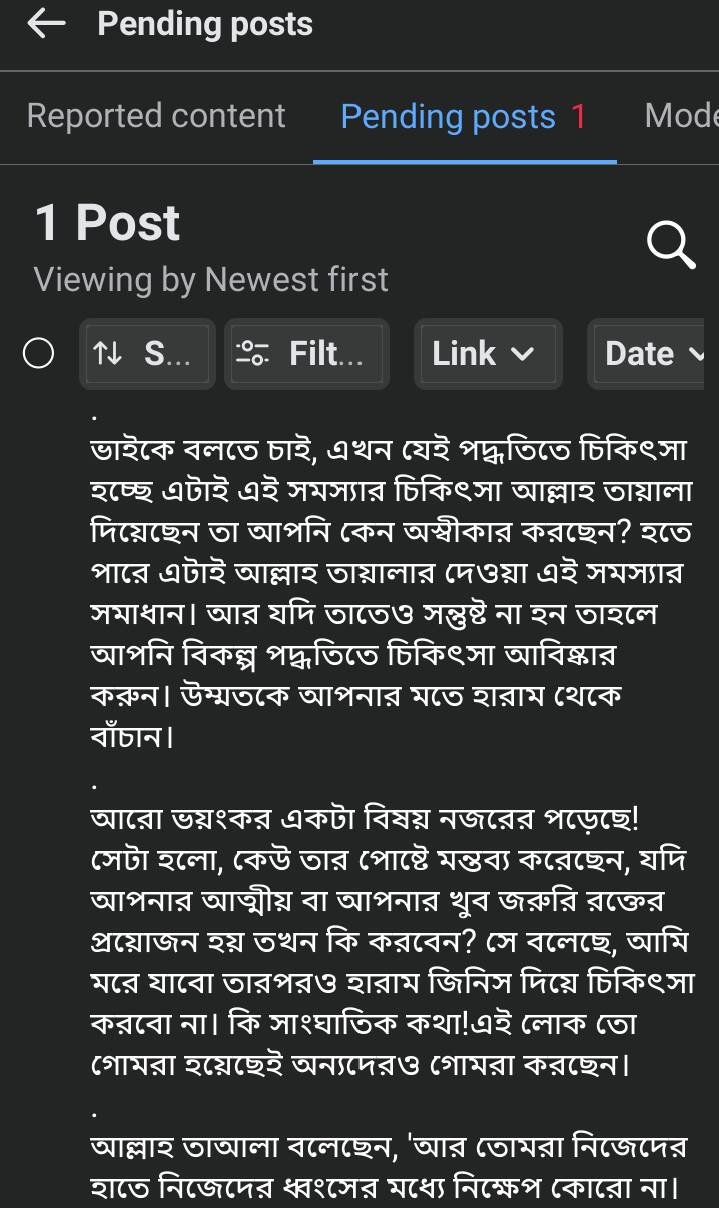 Pending posts
Reported content Pending posts 1 Mode
1 Post
Viewing by Newest first
S... Filt... Link Date
.
ভাইকে বলতে চাই, এখন যেই পদ্ধতিতে চিকিৎসা
হচ্ছে এটাই এই সমস্যার চিকিৎসা আল্লাহ তায়ালা
দিয়েছেন তা আপনি কেন অস্বীকার করছেন? হতে
পারে এটাই আল্লাহ তায়ালার দেওয়া এই সমস্যার
সমাধান। আর যদি তাতেও সন্তুষ্ট না হন তাহলে
আপনি বিকল্প পদ্ধতিতে চিকিৎসা আবিষ্কার
করুন। উম্মতকে আপনার মতে হারাম থেকে
বাঁচান।
.
আরো ভয়ংকর একটা বিষয় নজরের পড়েছে!
সেটা হলো, কেউ তার পোষ্টে মন্তব্য করেছেন, যদি
আপনার আত্মীয় বা আপনার খুব জরুরি রক্তের
প্রয়োজন হয় তখন কি করবেন? সে বলেছে, আমি
মরে যাবো তারপরও হারাম জিনিস দিয়ে চিকিৎসা
করবো না। কি সাংঘাতিক কথা!এই লোক তো
গোমরা হয়েছেই অন্যদেরও গোমরা করছেন।
.
আল্লাহ তাআলা বলেছেন, 'আর তোমরা নিজেদের
হাতে নিজেদের ধ্বংসের মধ্যে নিক্ষেপ কোরো না।